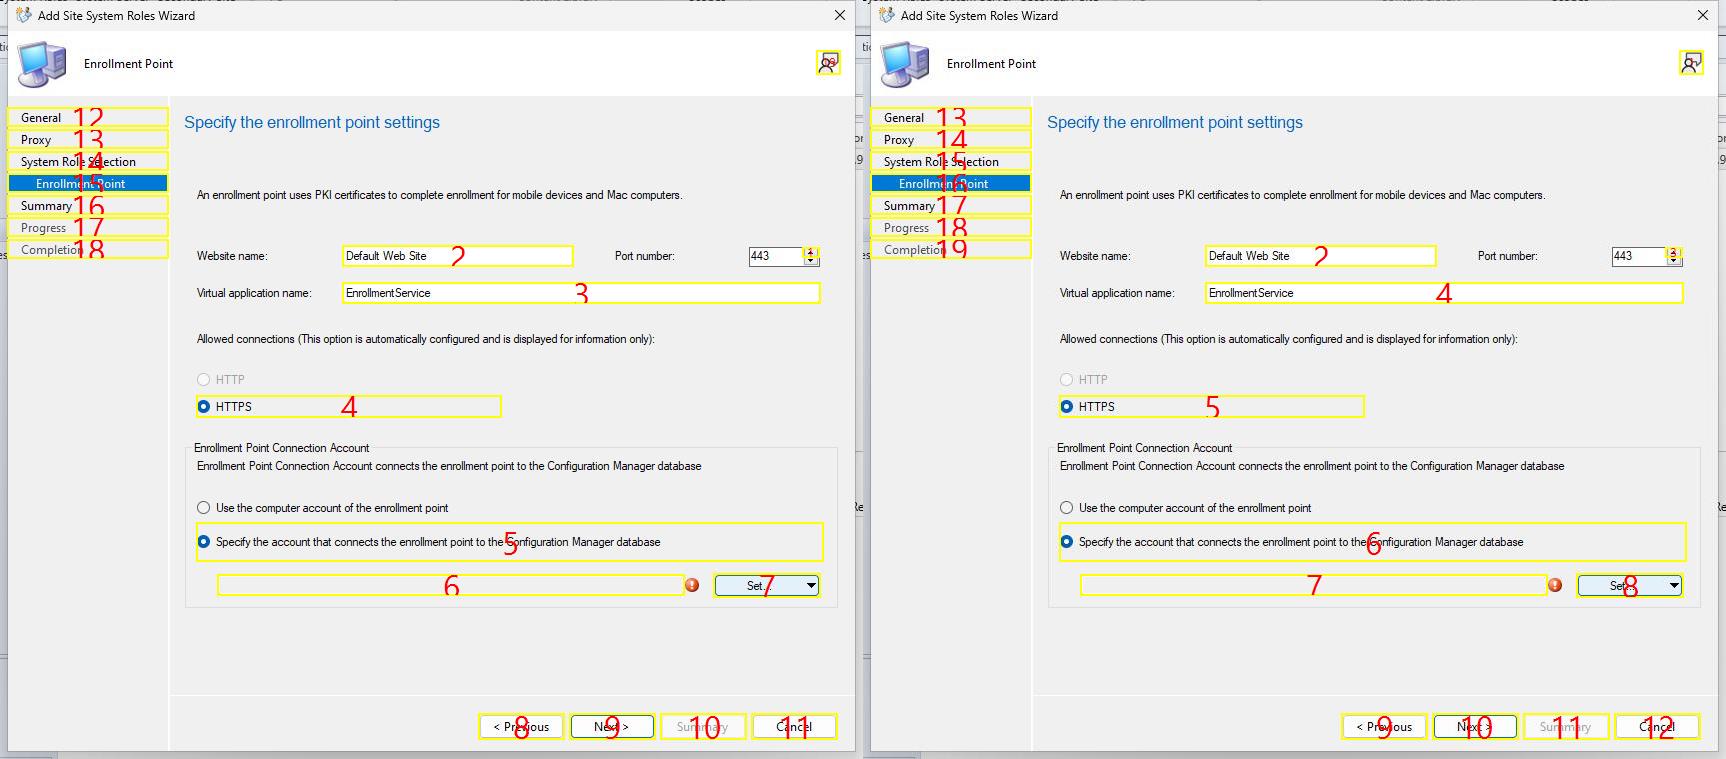 Add Site System Roles Wizard
Enrollment Point
19
General 12
Proxy 13
System Role Selection 14
Enrollment Point 15
Summary 16
Progress 17
Completion 18
Specify the enrollment point settings
An enrollment point uses PKI certificates to complete enrollment for mobile devices and Mac computers.
Website name: Default Web Site 2 Port number: 443 1
Virtual application name: EnrollmentService 3
Allowed connections (This option is automatically configured and is displayed for information only):
HTTP
HTTPS 4
Enrollment Point Connection Account
Enrollment Point Connection Account connects the enrollment point to the Configuration Manager database
Use the computer account of the enrollment point
Specify the account that connects the enrollment point to the Configuration Manager database 5
6 Set... 7
< Previous 8 Next > 9 Summary 10 Cancel 11
Add Site System Roles Wizard
Enrollment Point
General 13
Proxy 14
System Role Selection 15
Enrollment Point 16
Summary 17
Progress 18
Completion 19
Specify the enrollment point settings
An enrollment point uses PKI certificates to complete enrollment for mobile devices and Mac computers.
Website name: Default Web Site 2 Port number: 443 3
Virtual application name: EnrollmentService 4
Allowed connections (This option is automatically configured and is displayed for information only):
HTTP
HTTPS 5
Enrollment Point Connection Account
Enrollment Point Connection Account connects the enrollment point to the Configuration Manager database
Use the computer account of the enrollment point
Specify the account that connects the enrollment point to the Configuration Manager database 6
7 Set... 8
< Previous 9 Next > 10 Summary 11 Cancel 12